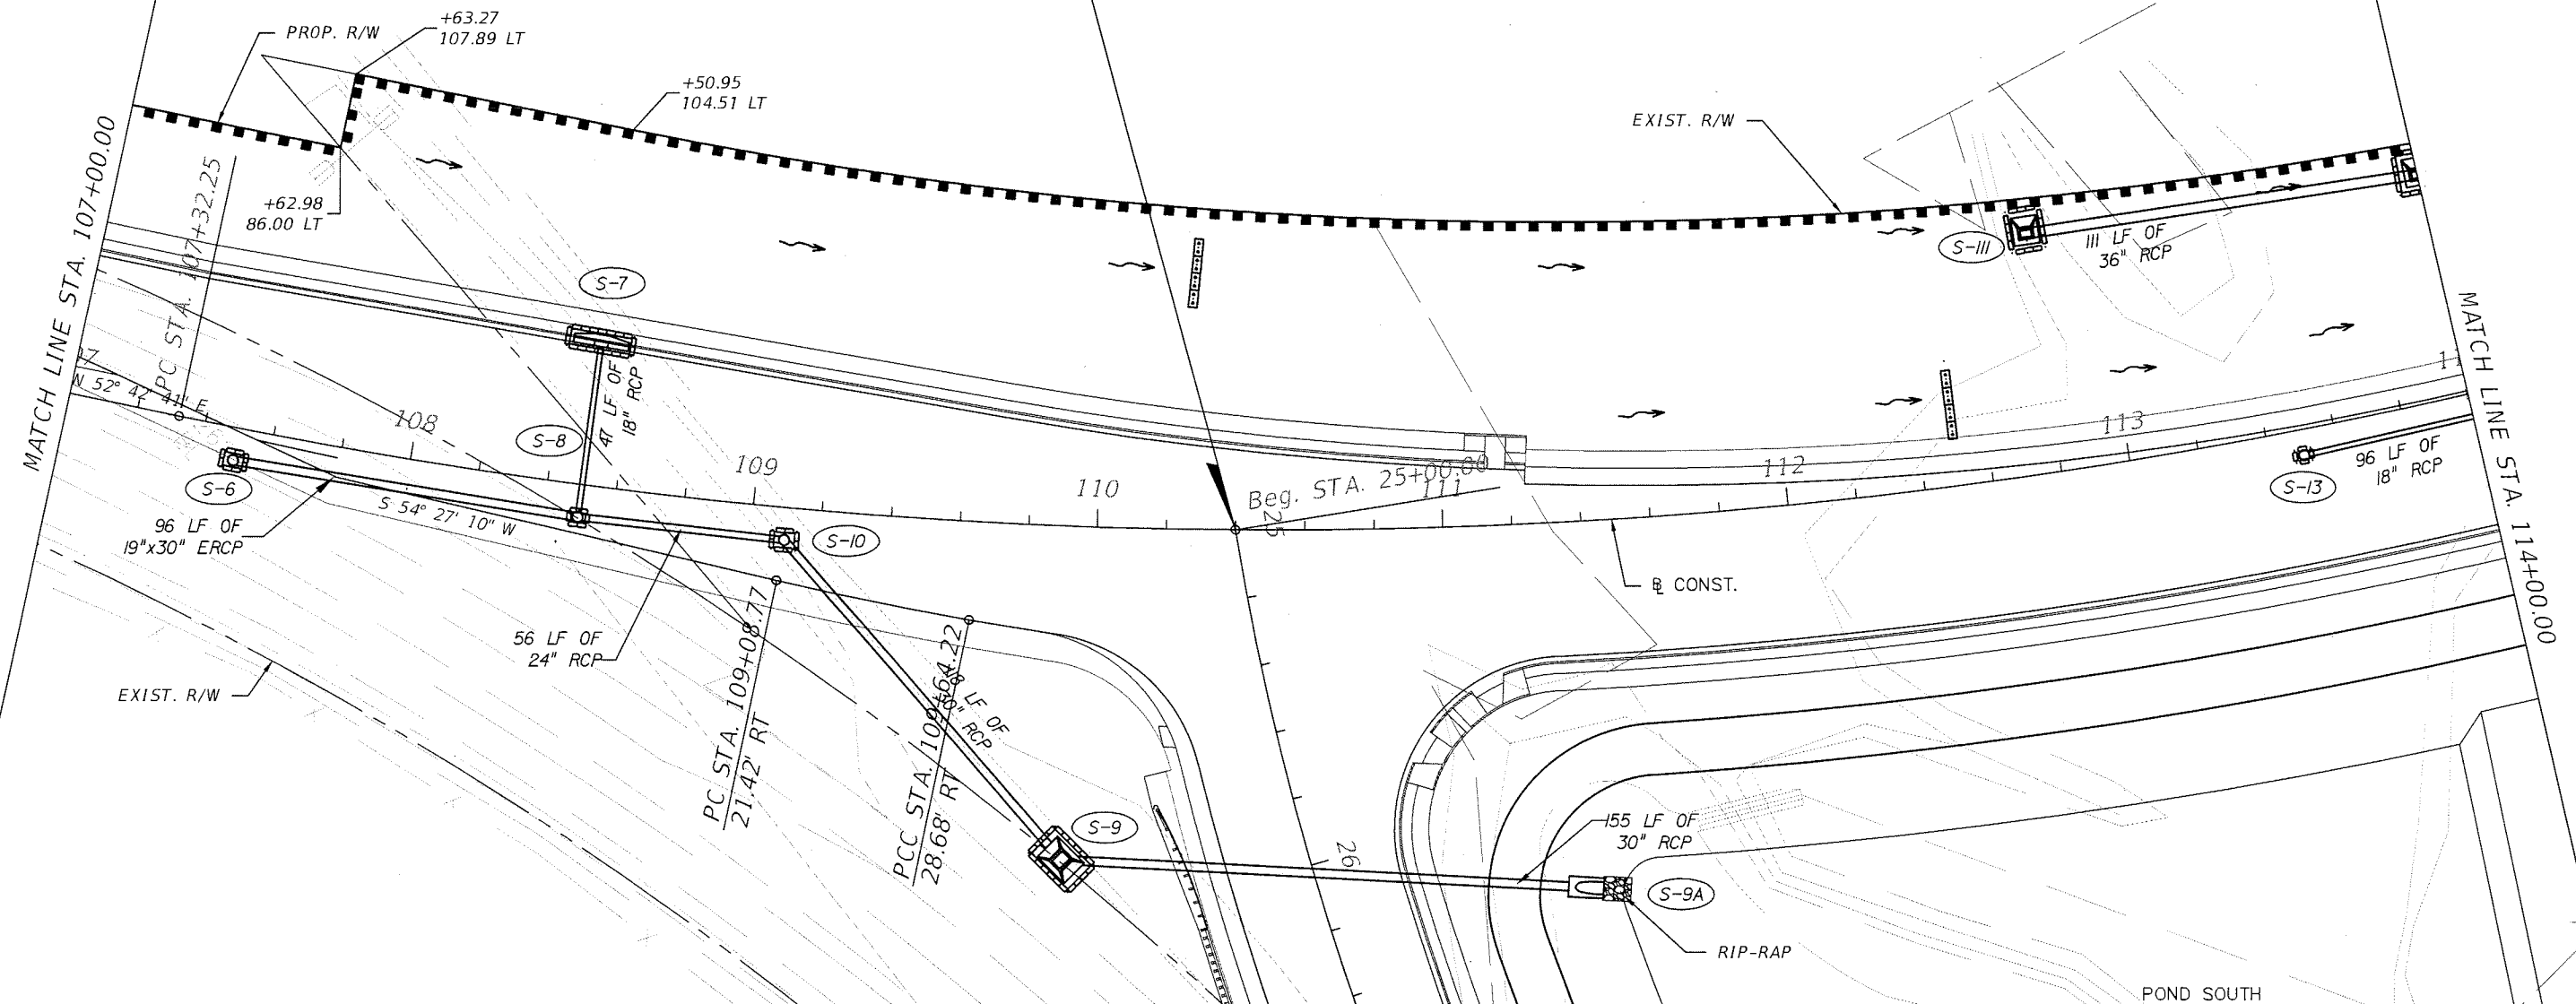 +63.27
107.89 LT
PROP. R/W
+50.95
104.51 LT
EXIST. R/W
MATCH LINE STA. 107+00.00
PC STA. 107+32.25
+62.98
86.00 LT
S-7
S-111
111 LF OF
36" RCP
MATCH LINE STA. 114+00.00
N 52° 42' 41" E
108
47 LF OF
18" RCP
S-8
109
110
Beg. STA. 25+00.00
111
112
113
25
S-6
S 54° 27' 10" W
96 LF OF
19"x30" ERCP
S-10
S-13
96 LF OF
18" RCP
CONST.
56 LF OF
24" RCP
EXIST. R/W
PC STA. 109+08.77
21.42' RT
PCC STA. 109+64.22
28.68' RT
LF OF
RCP
S-9
26
155 LF OF
30" RCP
S-9A
RIP-RAP
POND SOUTH